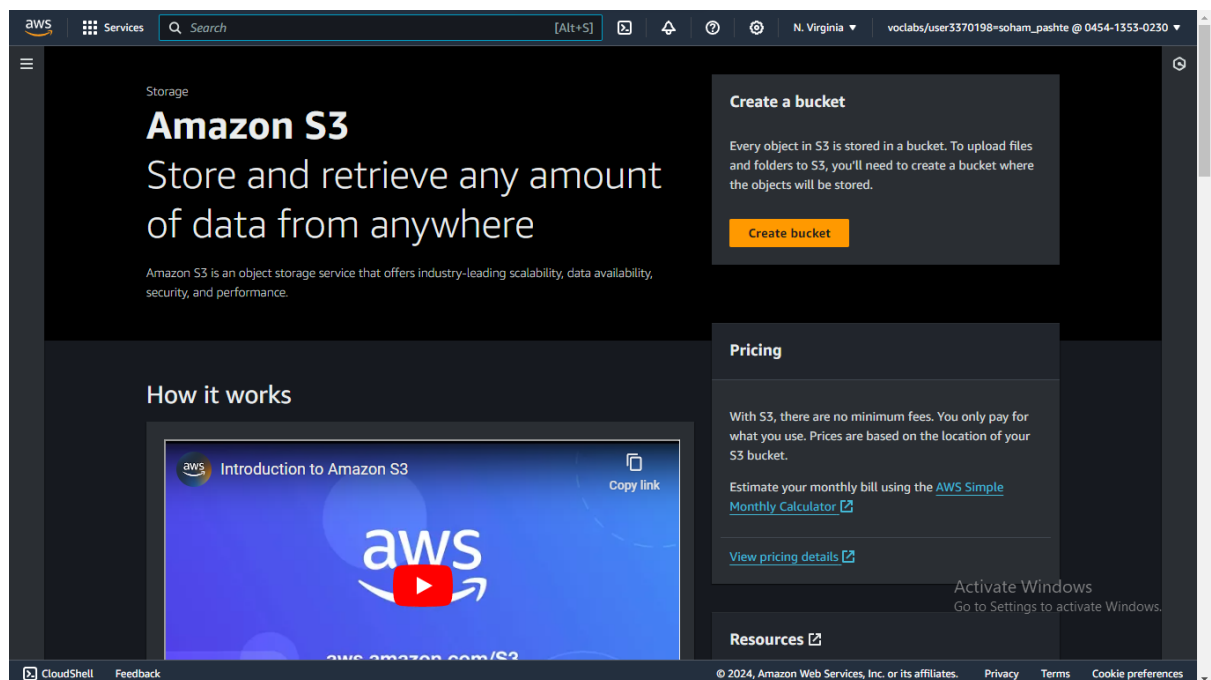 aws
Services
Search
[Alt+S]
N. Virginia ▼
voclabs/user3370198=soham_pashte @ 0454-1353-0230 ▼
Storage
Amazon S3
Store and retrieve any amount
of data from anywhere
Amazon S3 is an object storage service that offers industry-leading scalability, data availability,
security, and performance.
Create a bucket
Every object in S3 is stored in a bucket. To upload files
and folders to S3, you'll need to create a bucket where
the objects will be stored.
Create bucket
How it works
aws
Introduction to Amazon S3
Copy link
aws
aws.amazon.com/S3
Pricing
With S3, there are no minimum fees. You only pay for
what you use. Prices are based on the location of your
S3 bucket.
Estimate your monthly bill using the AWS Simple
Monthly Calculator
View pricing details
Resources
Activate Windows
Go to Settings to activate Windows.
CloudShell
Feedback
© 2024, Amazon Web Services, Inc. or its affiliates.
Privacy
Terms
Cookie preferences